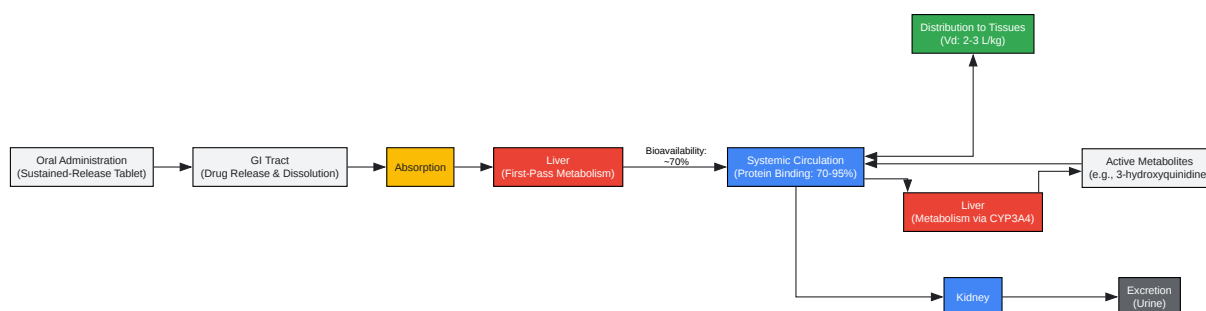 Distribution to Tissues
(Vd: 2-3 L/kg)
Oral Administration
(Sustained-Release Tablet)
GI Tract
(Drug Release & Dissolution)
Absorption
Liver
(First-Pass Metabolism)
Bioavailability:
~70%
Systemic Circulation
(Protein Binding: 70-95%)
Active Metabolites
(e.g., 3-hydroxyquinidine
Liver
(Metabolism via CYP3A4)
Kidney
Excretion
(Urine)